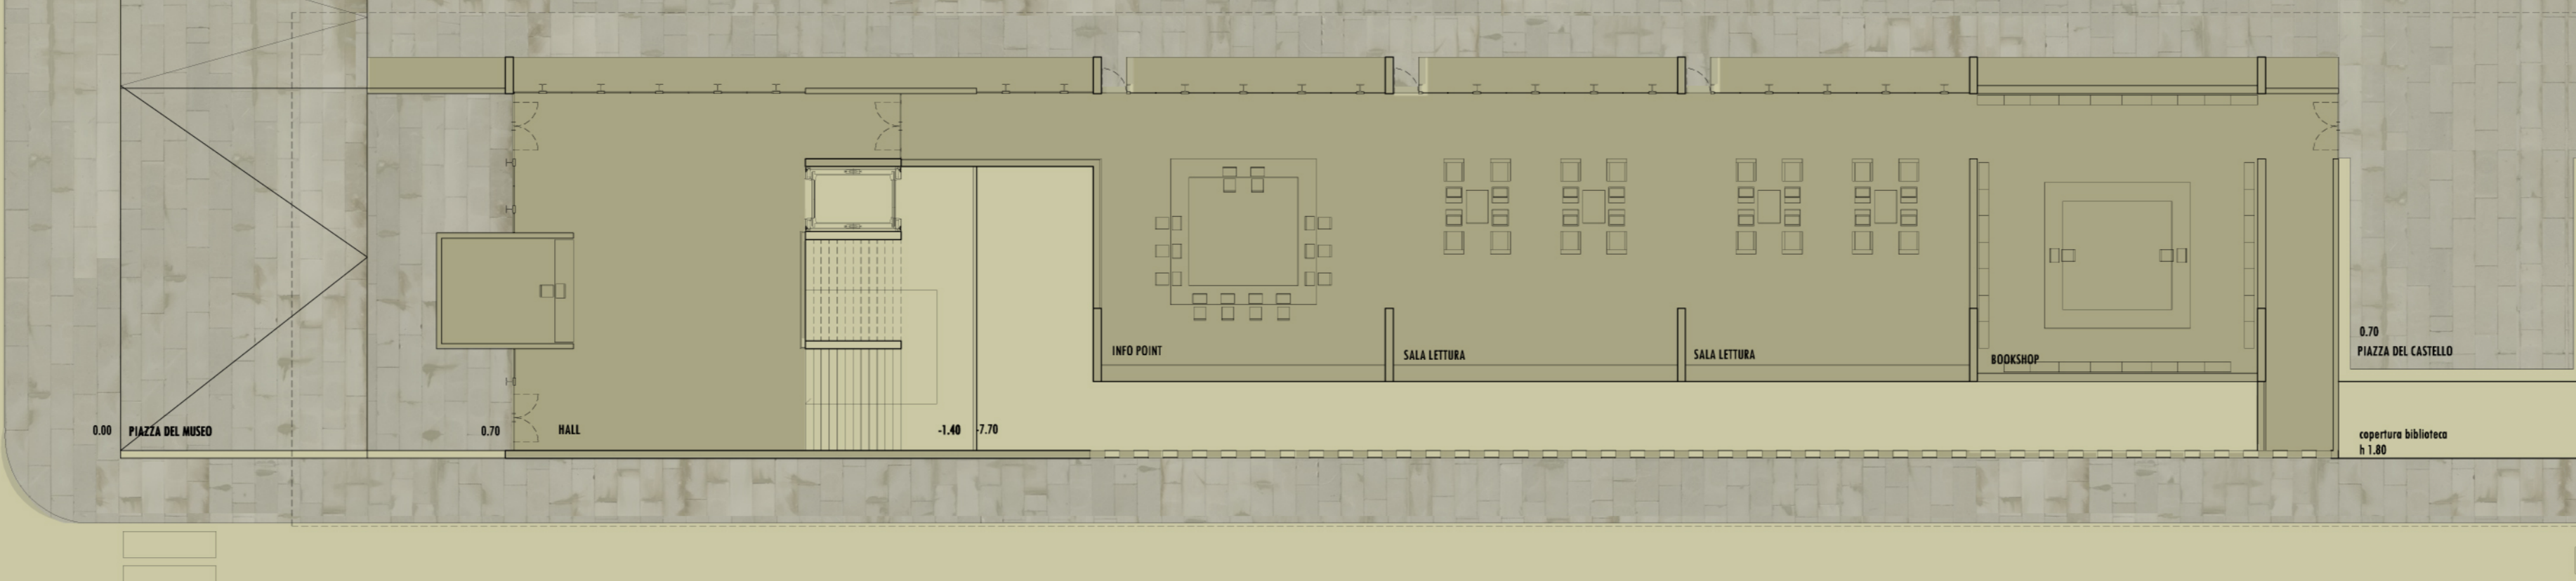 0.00 PIAZZA DEL MUSEO
0.70
HALL
-1.40 -7.70
INFO POINT
SALA LETTURA
SALA LETTURA
BOOKSHOP
0.70
PIAZZA DEL CASTELLO
copertura biblioteca
h 1.80